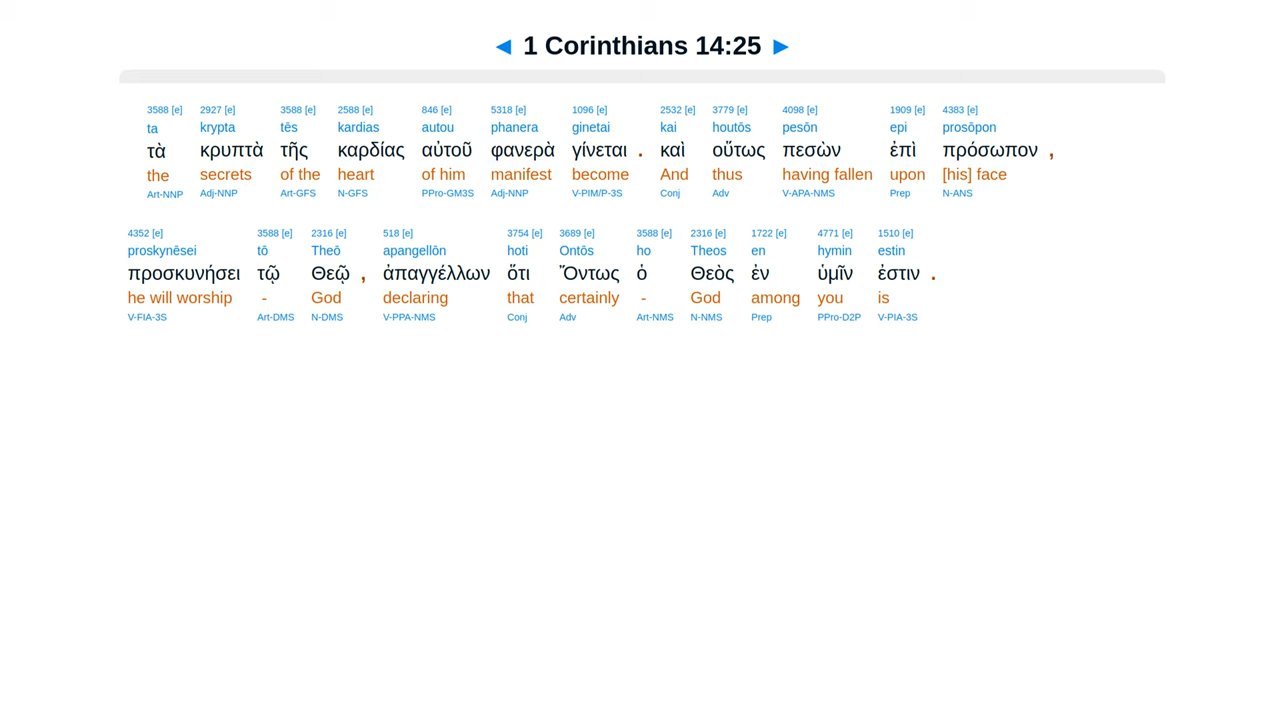 ◄ 1 Corinthians 14:25 ►
3588 [e] 2927 [e] 3588 [e] 2588 [e] 846 [e] 5318 [e] 1096 [e] 2532 [e] 3779 [e] 4098 [e] 1909 [e] 4383 [e]
ta krypta tēs kardias autou phanera ginetai kai houtōs pesōn epi prosōpon
τὰ κρυπτὰ τῆς καρδίας αὐτοῦ φανερὰ γίνεται . καὶ οὕτως πεσὼν ἐπὶ πρόσωπον ,
the secrets of the heart of him manifest become And thus having fallen upon [his] face
Art-NNP Adj-NNP Art-GFS N-GFS PPro-GM3S Adj-NNP V-PIM/P-3S Conj Adv V-APA-NMS Prep N-ANS
4352 [e] 3588 [e] 2316 [e] 518 [e] 3754 [e] 3689 [e] 3588 [e] 2316 [e] 1722 [e] 4771 [e] 1510 [e]
proskynēsei tō Theō apangellōn hoti Ontōs ho Theos en hymin estin
προσκυνήσει τῷ Θεῷ , ἀπαγγέλλων ὅτι Ὄντως ὁ Θεὸς ἐν ὑμῖν ἐστιν .
he will worship - God declaring that certainly - God among you is
V-FIA-3S Art-DMS N-DMS V-PPA-NMS Conj Adv Art-NMS N-NMS Prep PPro-D2P V-PIA-3S